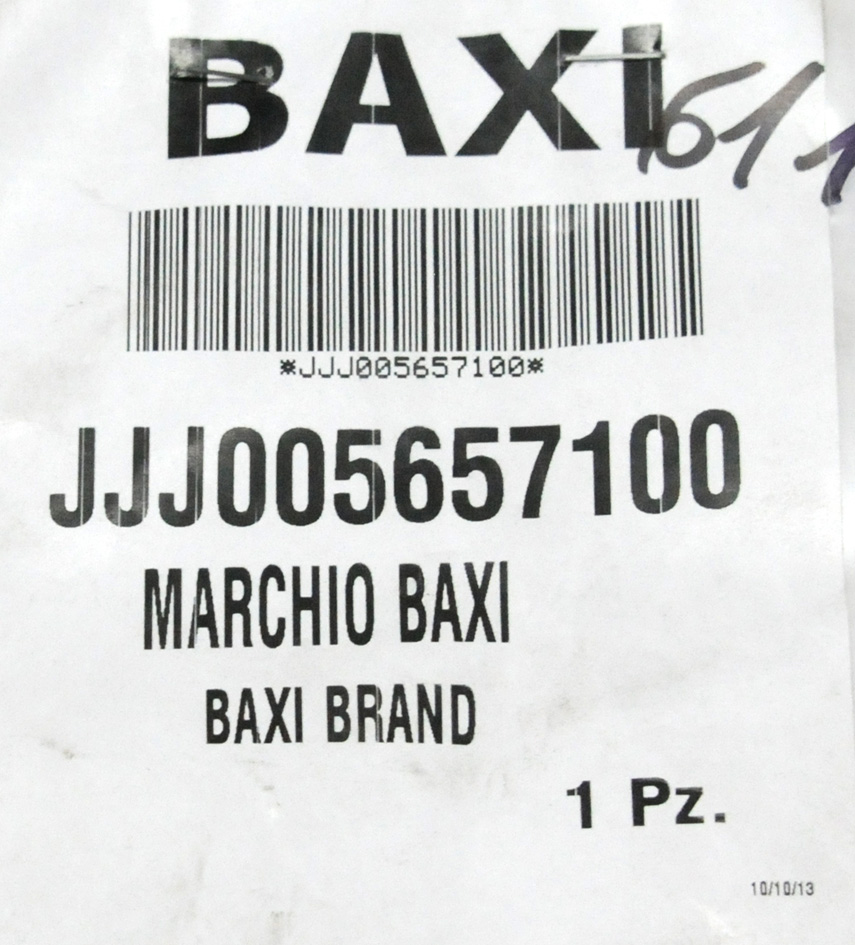 BAXI
*JJJ005657100*
JJJ005657100
MARCHIO BAXI
BAXI BRAND
1 Pz.
10/10/13